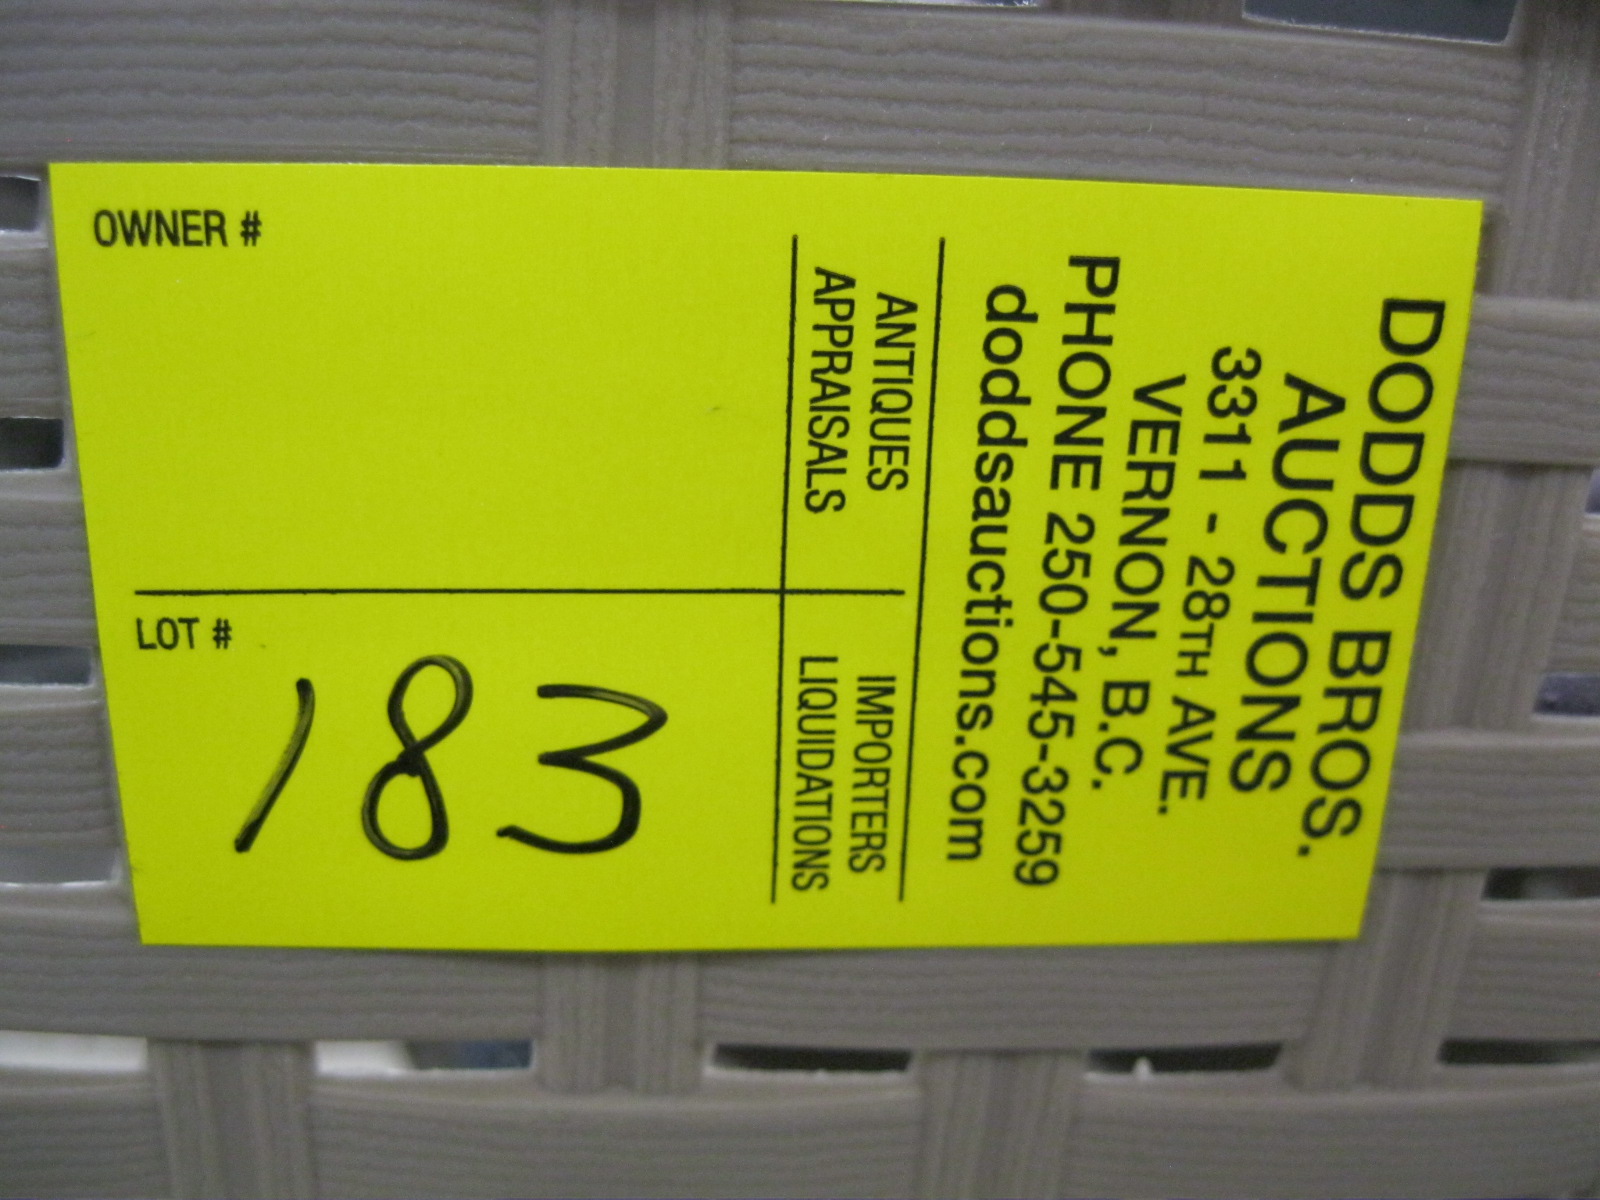 DODDS BROS.
AUCTIONS
3311 - 28TH AVE.
VERNON, B.C.
PHONE 250-545-3259
doddsauctions.com
ANTIQUES
APPRAISALS
IMPORTERS
LIQUIDATIONS
OWNER #
LOT #
183